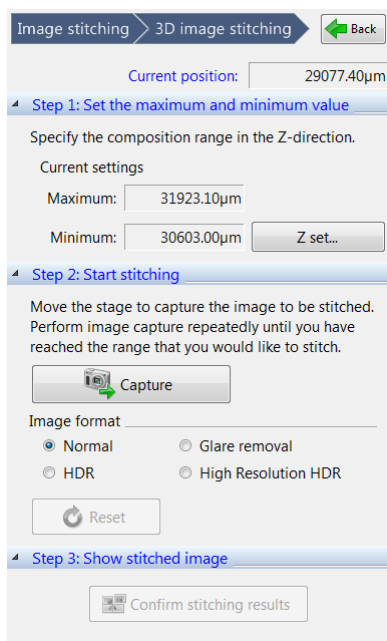 Image stitching 3D image stitching Back
Current position: 29077.40μm
Step 1: Set the maximum and minimum value
Specify the composition range in the Z-direction.
Current settings
Maximum: 31923.10μm
Minimum: 30603.00μm Z set...
Step 2: Start stitching
Move the stage to capture the image to be stitched.
Perform image capture repeatedly until you have
reached the range that you would like to stitch.
Capture
Image format
Normal Glare removal
HDR High Resolution HDR
Reset
Step 3: Show stitched image
Confirm stitching results